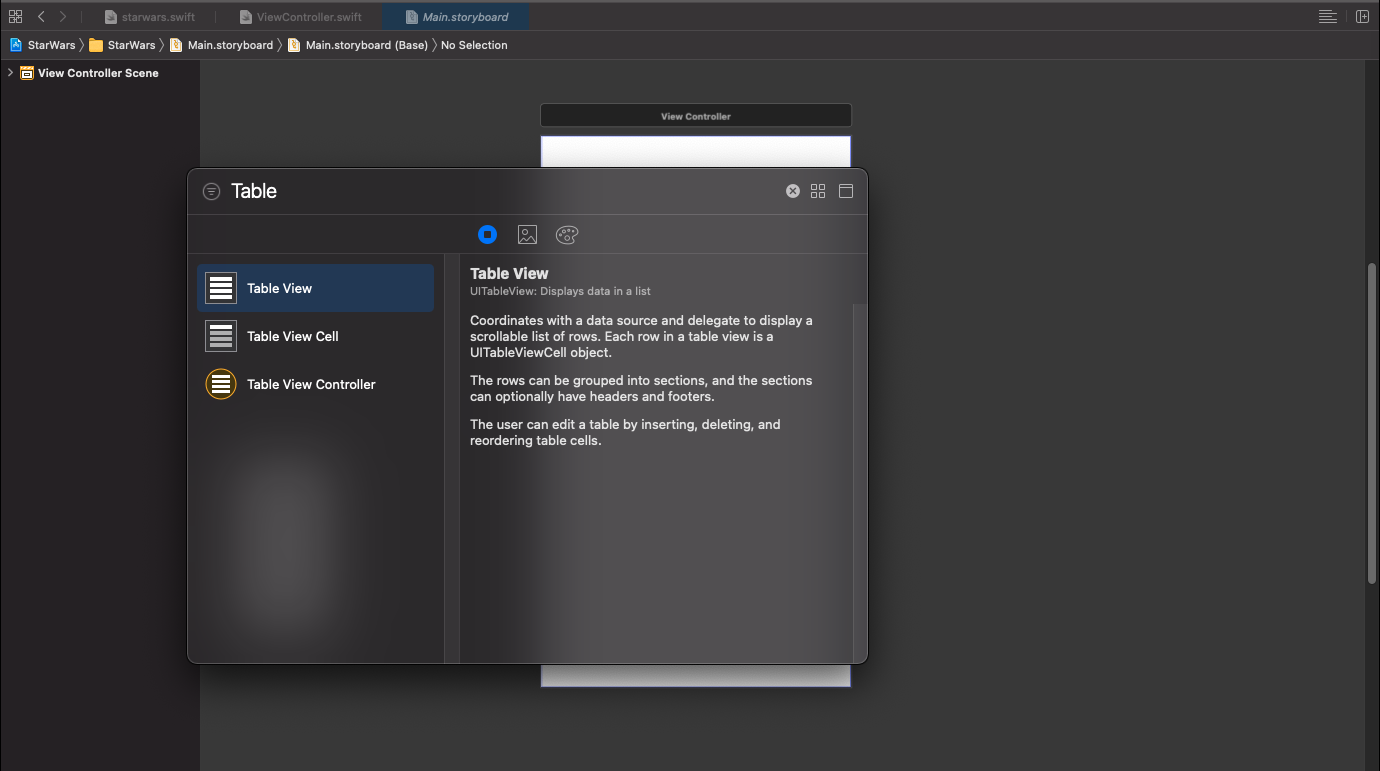 starwars.swift
ViewController.swift
Main.storyboard
StarWars
StarWars
Main.storyboard
Main.storyboard (Base)
No Selection
View Controller Scene
View Controller
Table
Table View
Table View Cell
Table View Controller
Table View
UITableView: Displays data in a list
Coordinates with a data source and delegate to display a
scrollable list of rows. Each row in a table view is a
UITableViewCell object.
The rows can be grouped into sections, and the sections
can optionally have headers and footers.
The user can edit a table by inserting, deleting, and
reordering table cells.